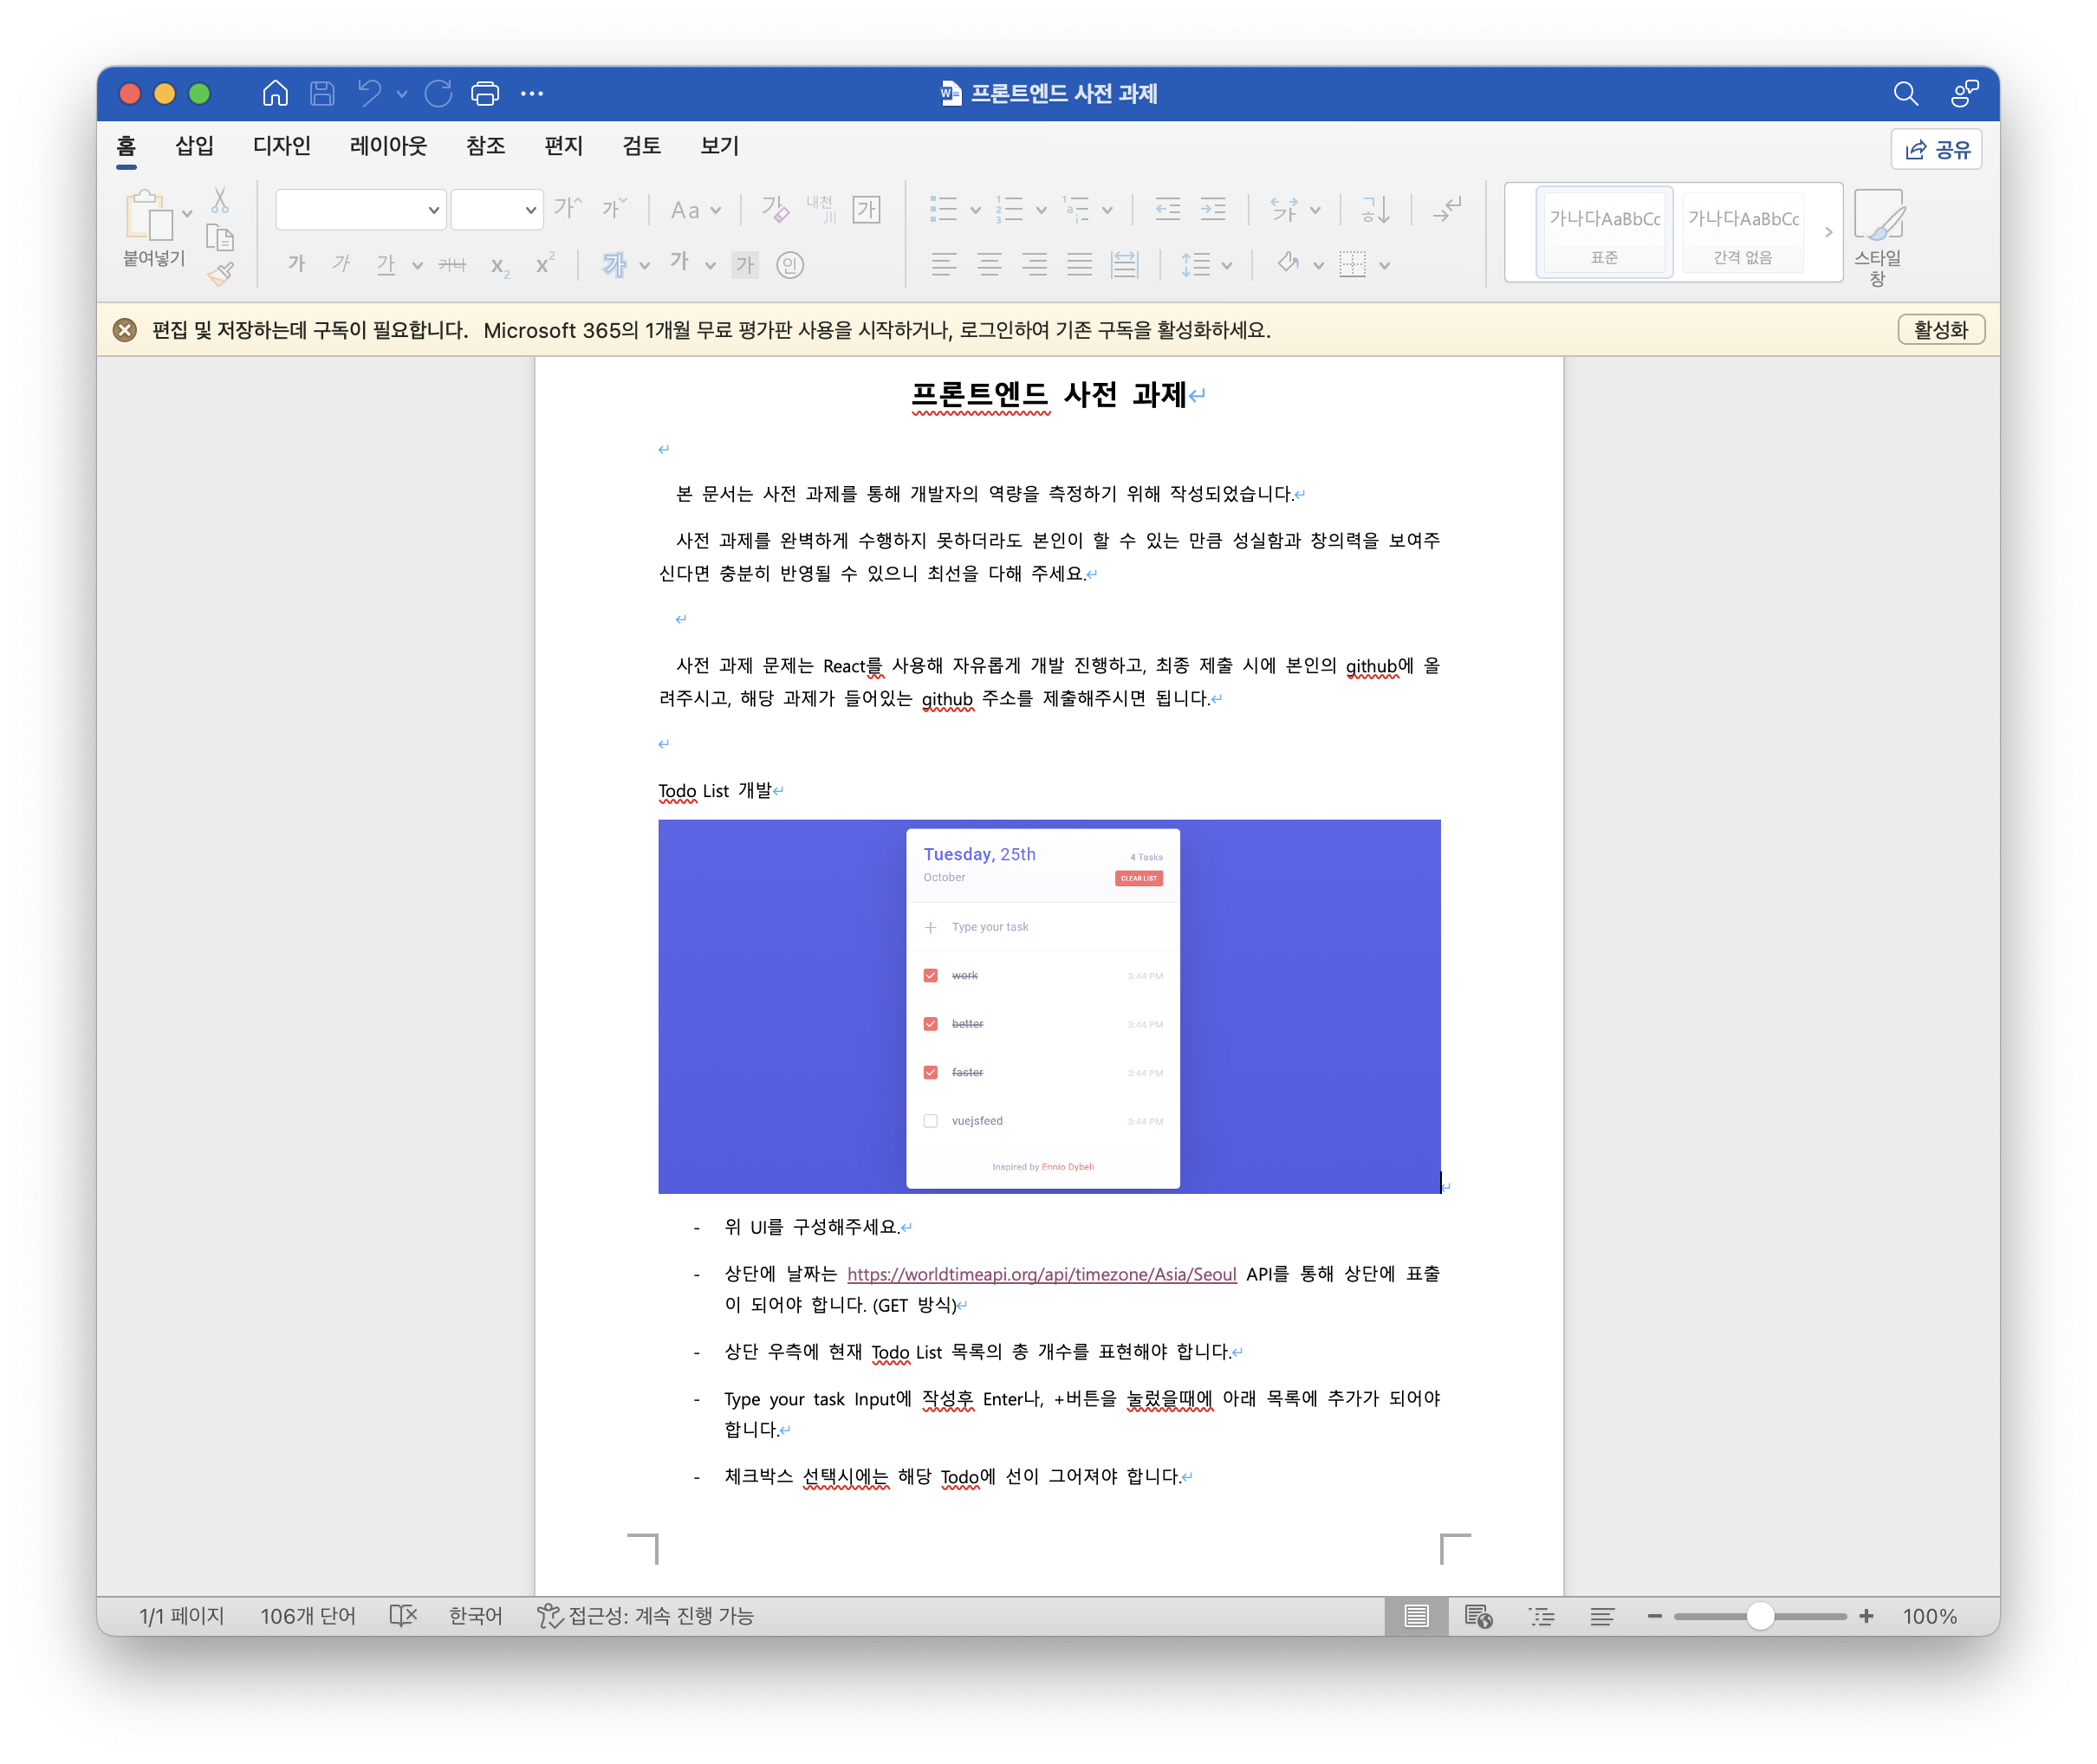 프론트엔드 사전 과제
홈 삽입 디자인 레이아웃 참조 편지 검토 보기
공유
붙여넣기
가 가 Aa 가 내천 가
가 가 가 가나 x2 x2 가 가 가 인
가나다AaBbCc
표준
가나다AaBbCc
간격 없음
스타일
창
편집 및 저장하는데 구독이 필요합니다. Microsoft 365의 1개월 무료 평가판 사용을 시작하거나, 로그인하여 기존 구독을 활성화하세요.
활성화
프론트엔드 사전 과제
본 문서는 사전 과제를 통해 개발자의 역량을 측정하기 위해 작성되었습니다.
사전 과제를 완벽하게 수행하지 못하더라도 본인이 할 수 있는 만큼 성실함과 창의력을 보여주
신다면 충분히 반영될 수 있으니 최선을 다해 주세요.
사전 과제 문제는 React를 사용해 자유롭게 개발 진행하고, 최종 제출 시에 본인의 github에 올
려주시고, 해당 과제가 들어있는 github 주소를 제출해주시면 됩니다.
Todo List 개발
Tuesday, 25th
4 Tasks
October
CLEAR LIST
+ Type your task
work 3:44 PM
better 3:44 PM
faster 3:44 PM
vuejsfeed 3:44 PM
Inspired by Ennio Dybeli
- 위 UI를 구성해주세요.
- 상단에 날짜는 https://worldtimeapi.org/api/timezone/Asia/Seoul API를 통해 상단에 표출
이 되어야 합니다. (GET 방식)
- 상단 우측에 현재 Todo List 목록의 총 개수를 표현해야 합니다.
- Type your task Input에 작성후 Enter나, +버튼을 눌렀을때에 아래 목록에 추가가 되어야
합니다.
- 체크박스 선택시에는 해당 Todo에 선이 그어져야 합니다.
1/1 페이지 106개 단어 한국어 접근성: 계속 진행 가능 100%